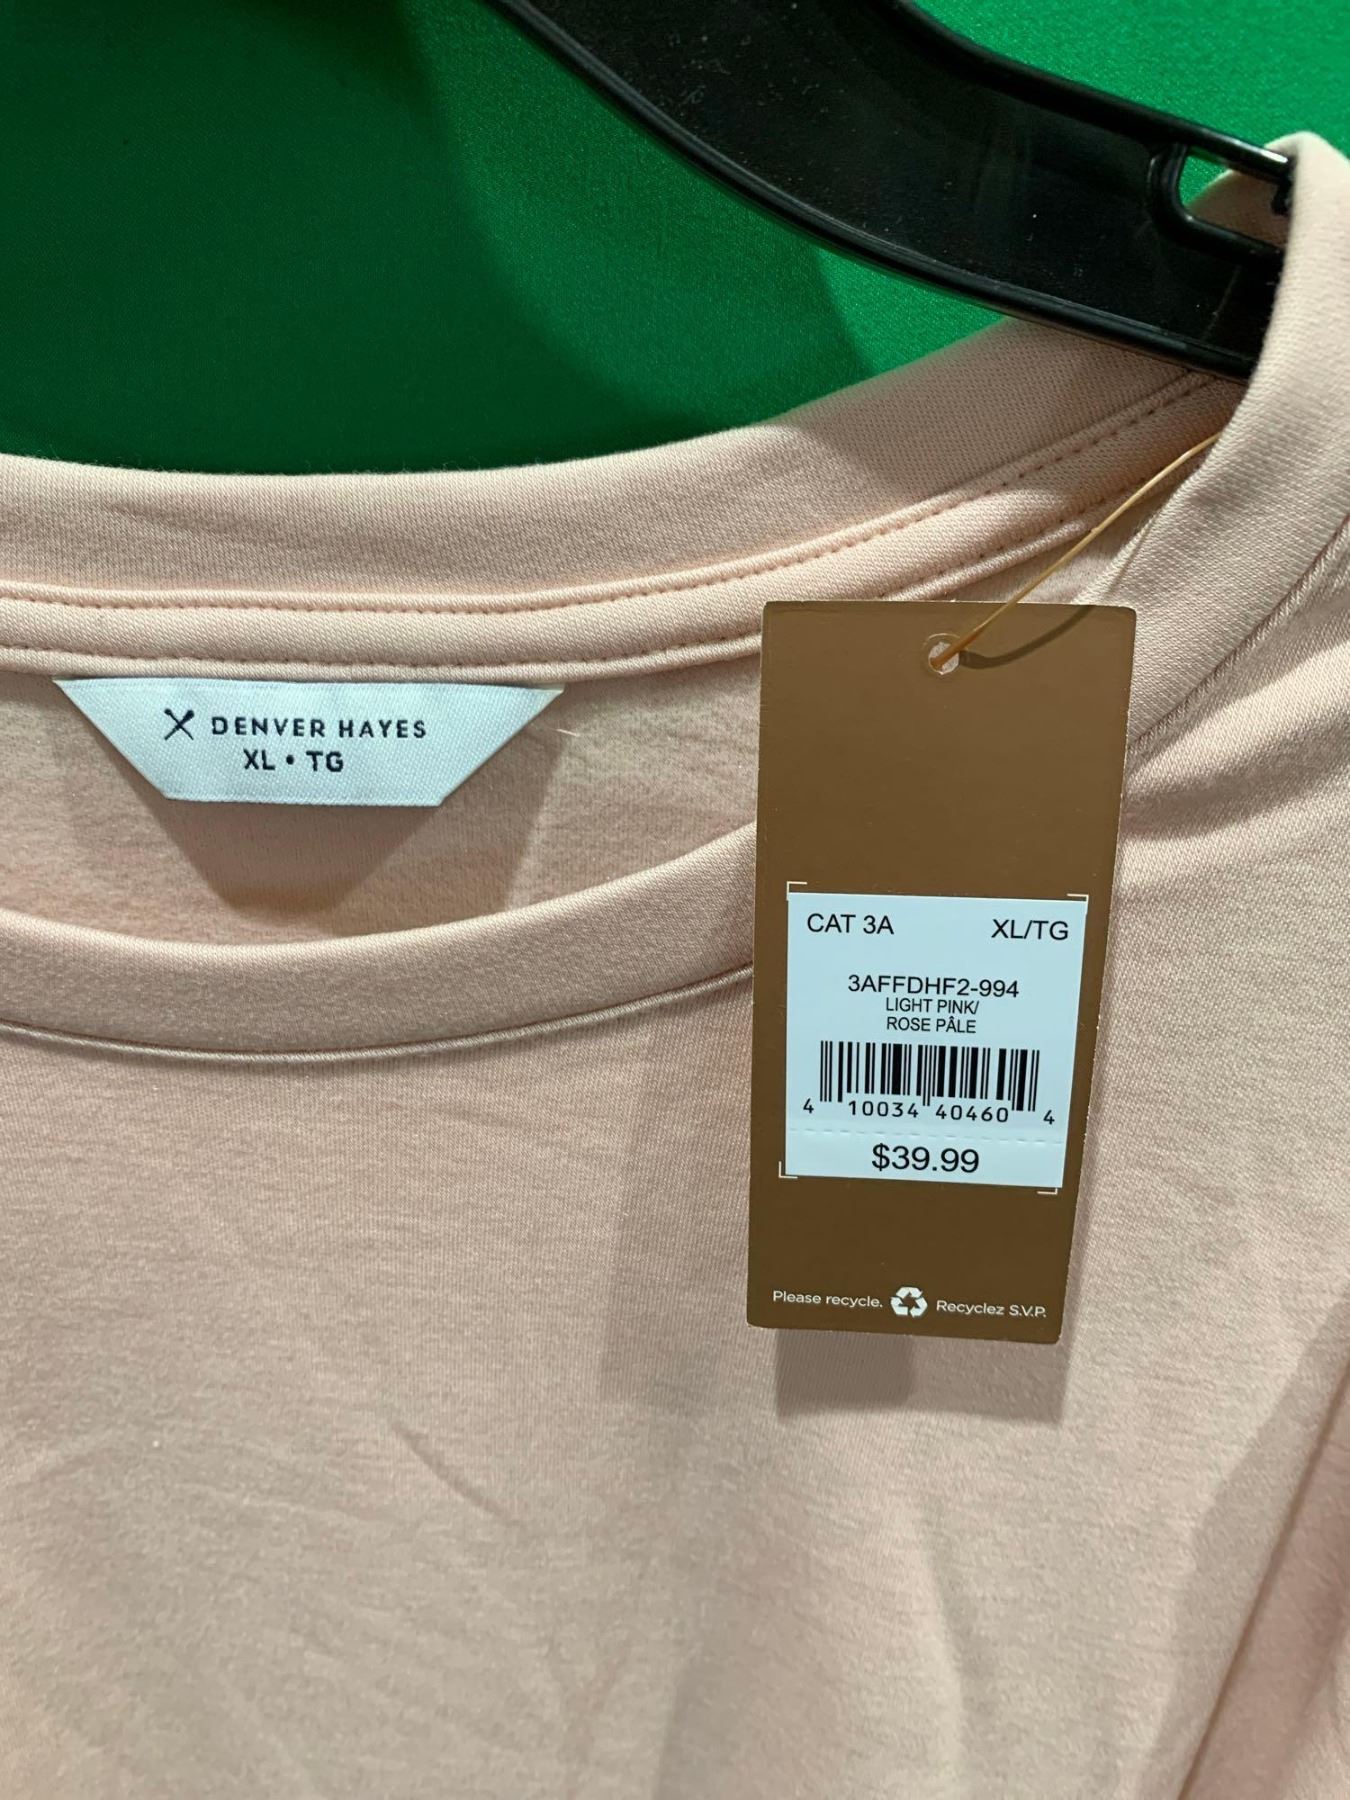 DENVER HAYES
XL • TG
CAT 3A XL/TG
3AFFDHF2-994
LIGHT PINK/
ROSE PÂLE
4 10034 40460 4
$39.99
Please recycle. Recyclez S.V.P.